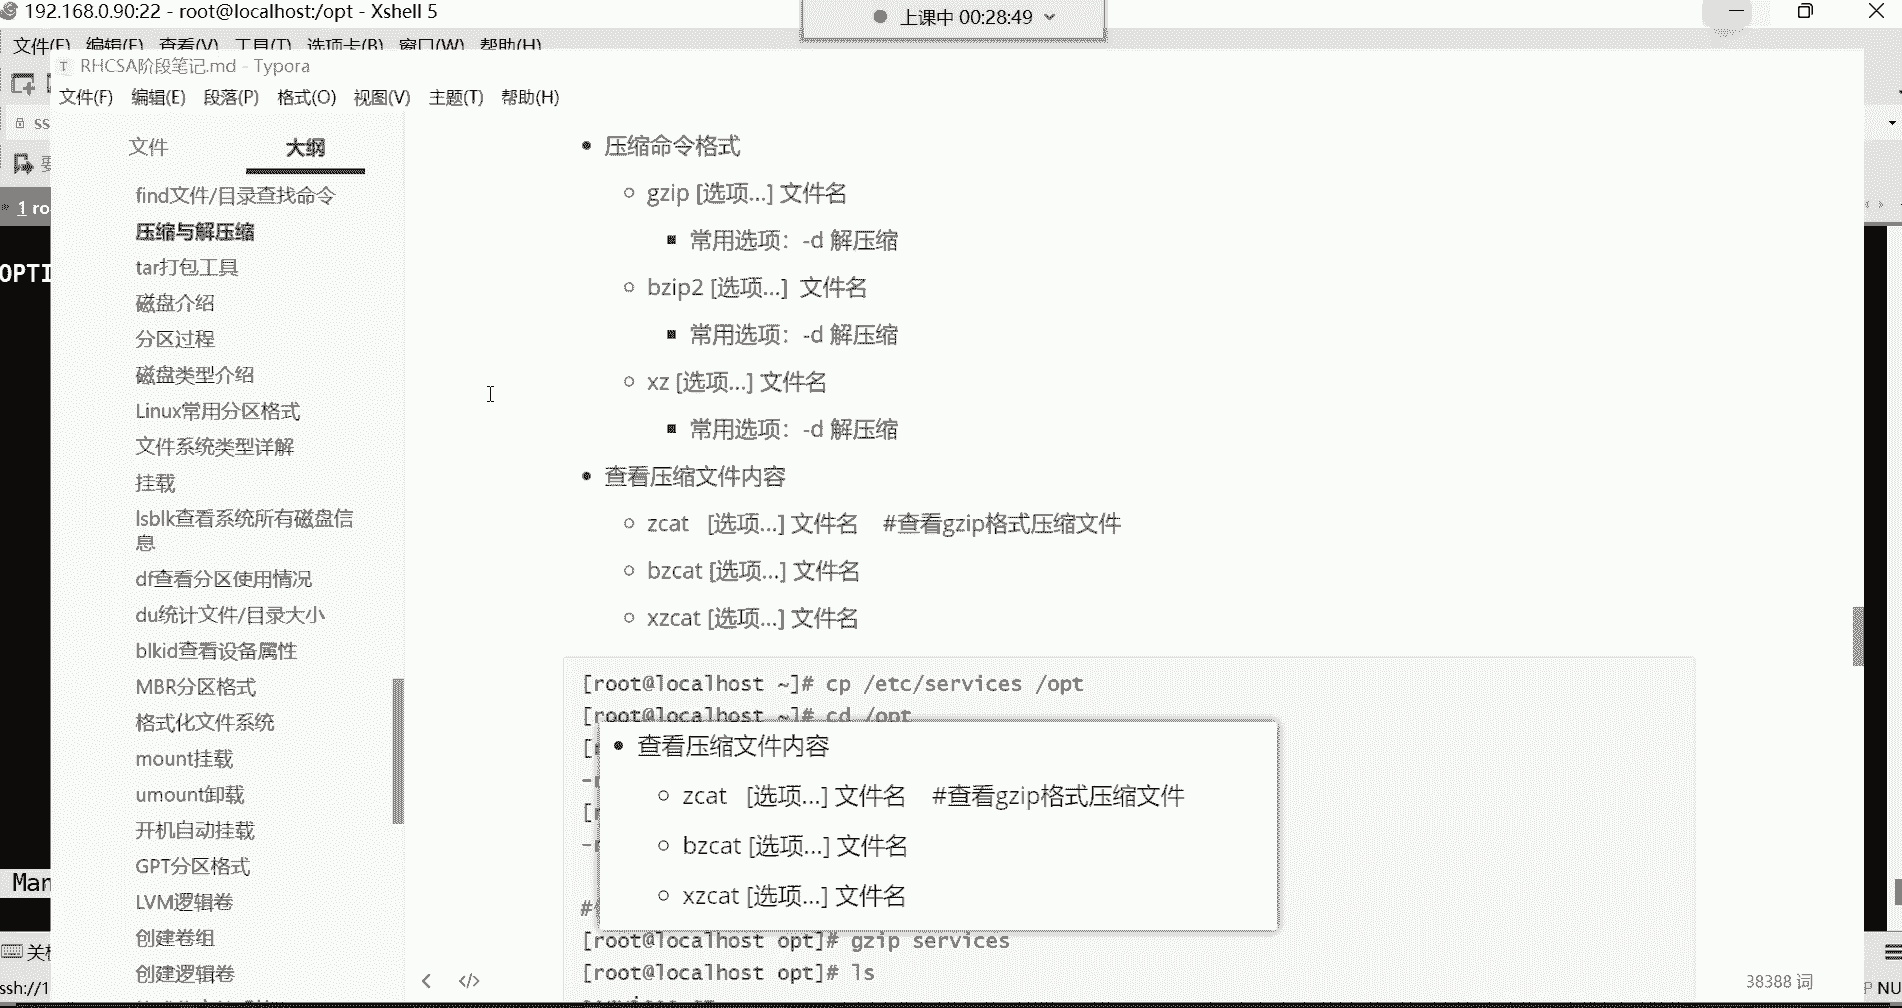 192.168.0.90:22 - root@localhost:/opt - Xshell 5
上课中 00:28:49
文件(F) 编辑(E) 查看(V) 工具(T) 选项卡(B) 窗口(W) 帮助(H)
RHCSA阶段笔记.md - Typora
文件(F) 编辑(E) 段落(P) 格式(O) 视图(V) 主题(T) 帮助(H)
ss
1 ro
OPTI
Man
ssh://1
文件 大纲
find文件/目录查找命令
压缩与解压缩
tar打包工具
磁盘介绍
分区过程
磁盘类型介绍
Linux常用分区格式
文件系统类型详解
挂载
lsblk查看系统所有磁盘信
息
df查看分区使用情况
du统计文件/目录大小
blkid查看设备属性
MBR分区格式
格式化文件系统
mount挂载
umount卸载
开机自动挂载
GPT分区格式
LVM逻辑卷
创建卷组
创建逻辑卷
压缩命令格式
gzip [选项...] 文件名
常用选项：-d 解压缩
bzip2 [选项...] 文件名
常用选项：-d 解压缩
xz [选项...] 文件名
常用选项：-d 解压缩
查看压缩文件内容
zcat [选项...] 文件名 #查看gzip格式压缩文件
bzcat [选项...] 文件名
xzcat [选项...] 文件名
[root@localhost ~]# cp /etc/services /opt
[root@localhost ~]# cd /opt
查看压缩文件内容
zcat [选项...] 文件名 #查看gzip格式压缩文件
bzcat [选项...] 文件名
xzcat [选项...] 文件名
[root@localhost opt]# gzip services
[root@localhost opt]# ls
38388 词
NU